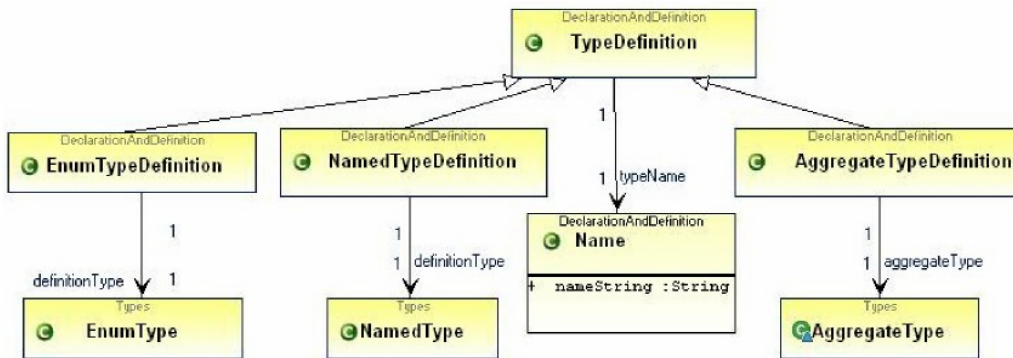 DeclarationAndDefinition
TypeDefinition
DeclarationAndDefinition
EnumTypeDefinition
DeclarationAndDefinition
NamedTypeDefinition
DeclarationAndDefinition
AggregateTypeDefinition
1
1 typeName
1
definitionType 1
1
1 definitionType
1
1 aggregateType
DeclarationAndDefinition
Name
+ nameString :String
Types
EnumType
Types
NamedType
Types
AggregateType